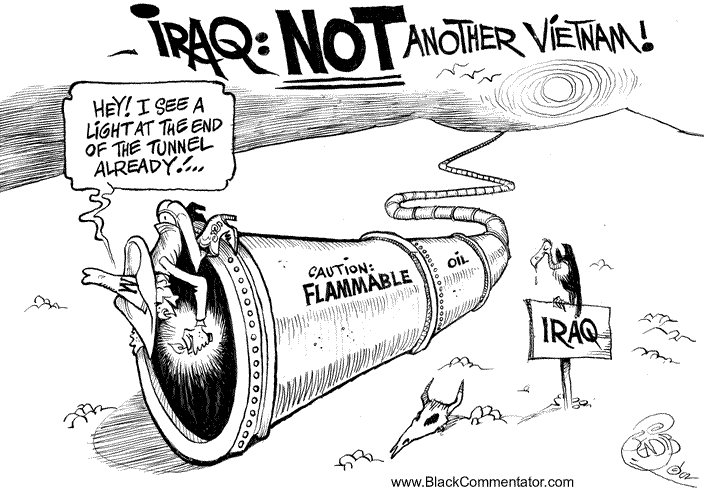 IRAQ: NOT ANOTHER VIETNAM!
HEY! I SEE A
LIGHT AT THE END
OF THE TUNNEL
ALREADY!...
W
CAUTION:
FLAMMABLE
OIL
IRAQ
www.BlackCommentator.com